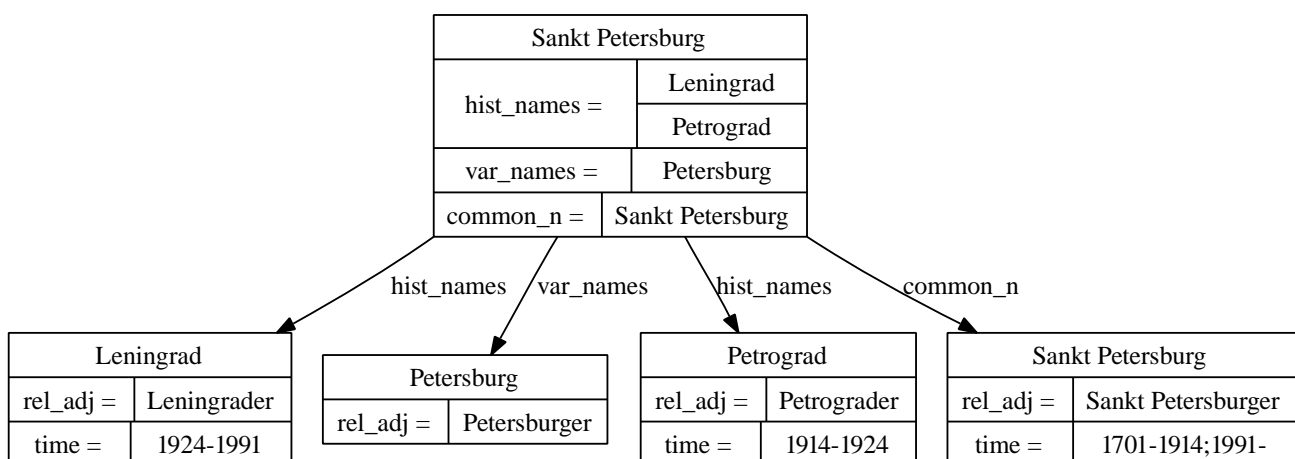 Sankt Petersburg
hist_names =
Leningrad
Petrograd
var_names =
Petersburg
common_n =
Sankt Petersburg
hist_names
var_names
hist_names
common_n
Leningrad
rel_adj =
Leningrader
time =
1924-1991
Petersburg
rel_adj =
Petersburger
Petrograd
rel_adj =
Petrograder
time =
1914-1924
Sankt Petersburg
rel_adj =
Sankt Petersburger
time =
1701-1914;1991-